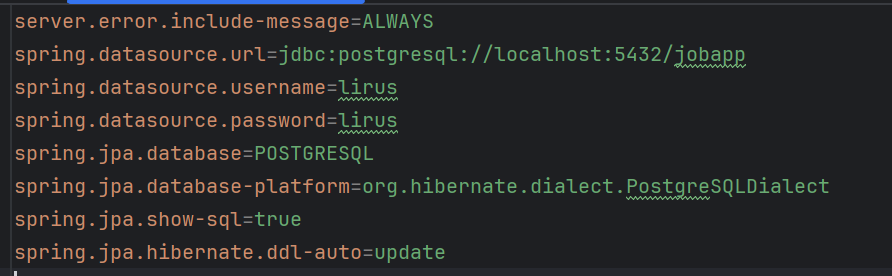 server.error.include-message=ALWAYS
spring.datasource.url=jdbc:postgresql://localhost:5432/jobapp
spring.datasource.username=lirus
spring.datasource.password=lirus
spring.jpa.database=POSTGRESQL
spring.jpa.database-platform=org.hibernate.dialect.PostgreSQLDialect
spring.jpa.show-sql=true
spring.jpa.hibernate.ddl-auto=update